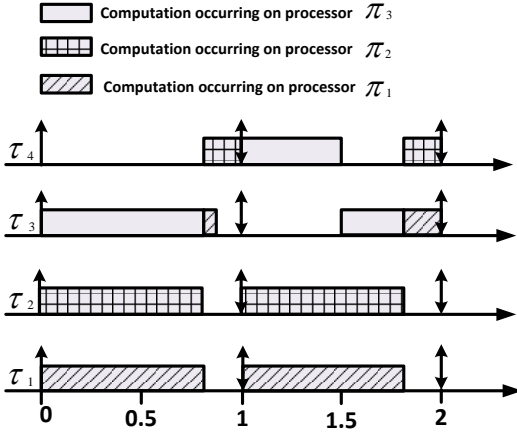 Computation occurring on processor π₃
Computation occurring on processor π₂
Computation occurring on processor π₁
τ₄
τ₃
τ₂
τ₁
0 0.5 1 1.5 2